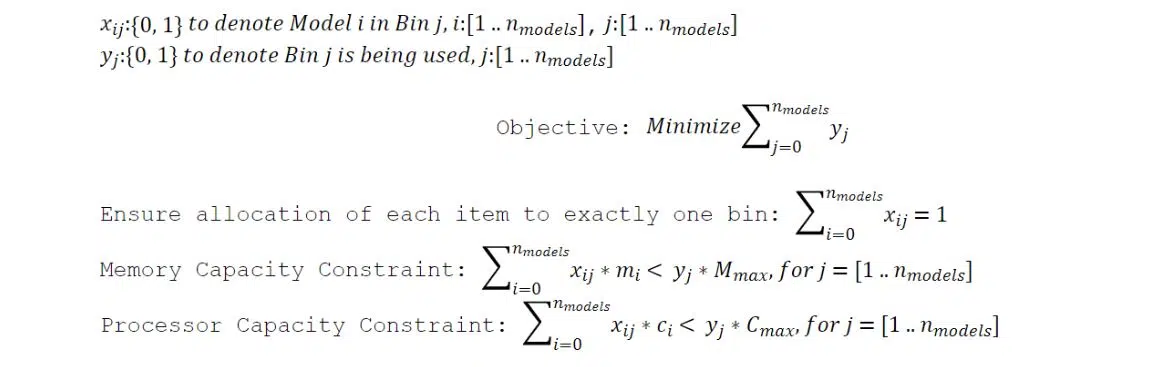 x_{ij}:{0, 1} to denote Model i in Bin j, i:[1 .. n_{models}], j:[1 .. n_{models}]
y_j:{0, 1} to denote Bin j is being used, j:[1 .. n_{models}]
Objective: Minimize ∑_{j=0}^{n_{models}} y_j
Ensure allocation of each item to exactly one bin: ∑_{i=0}^{n_{models}} x_{ij} = 1
Memory Capacity Constraint: ∑_{i=0}^{n_{models}} x_{ij} * m_i < y_j * M_{max}, for j = [1 .. n_{models}]
Processor Capacity Constraint: ∑_{i=0}^{n_{models}} x_{ij} * c_i < y_j * C_{max}, for j = [1 .. n_{models}]